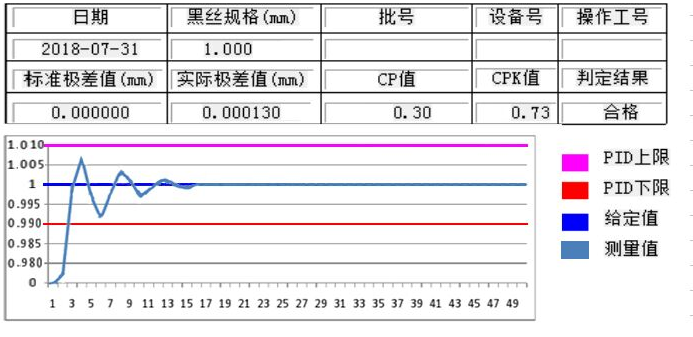 日期 黑丝规格(mm) 批号 设备号 操作工号
2018-07-31 1.000
标准极差值(mm) 实际极差值(mm) CP值 CPK值 判定结果
0.000000 0.000130 0.30 0.73 合格
1.010
1.005
1
0.995
0.990
0.985
0.980
0
1 3 5 7 9 11 13 15 17 19 21 23 25 27 29 31 33 35 37 39 41 43 45 47 49
PID上限
PID下限
给定值
测量值